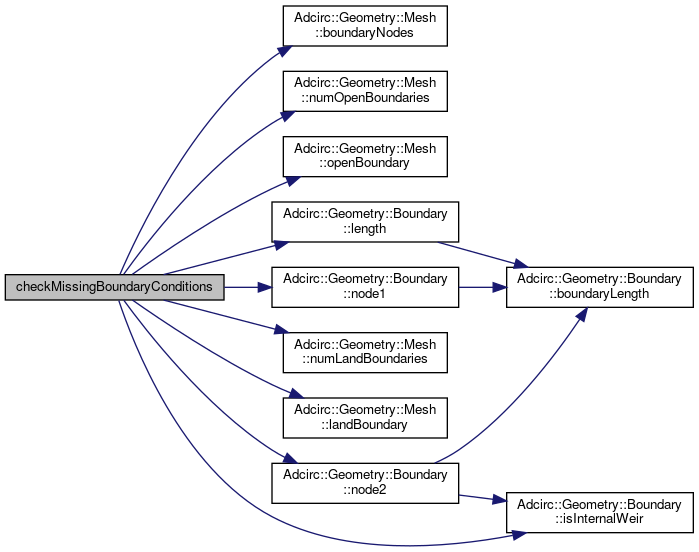 Adcirc::Geometry::Mesh
::boundaryNodes
Adcirc::Geometry::Mesh
::numOpenBoundaries
Adcirc::Geometry::Mesh
::openBoundary
Adcirc::Geometry::Boundary
::length
checkMissingBoundaryConditions
Adcirc::Geometry::Boundary
::node1
Adcirc::Geometry::Boundary
::boundaryLength
Adcirc::Geometry::Mesh
::numLandBoundaries
Adcirc::Geometry::Mesh
::landBoundary
Adcirc::Geometry::Boundary
::node2
Adcirc::Geometry::Boundary
::isInternalWeir